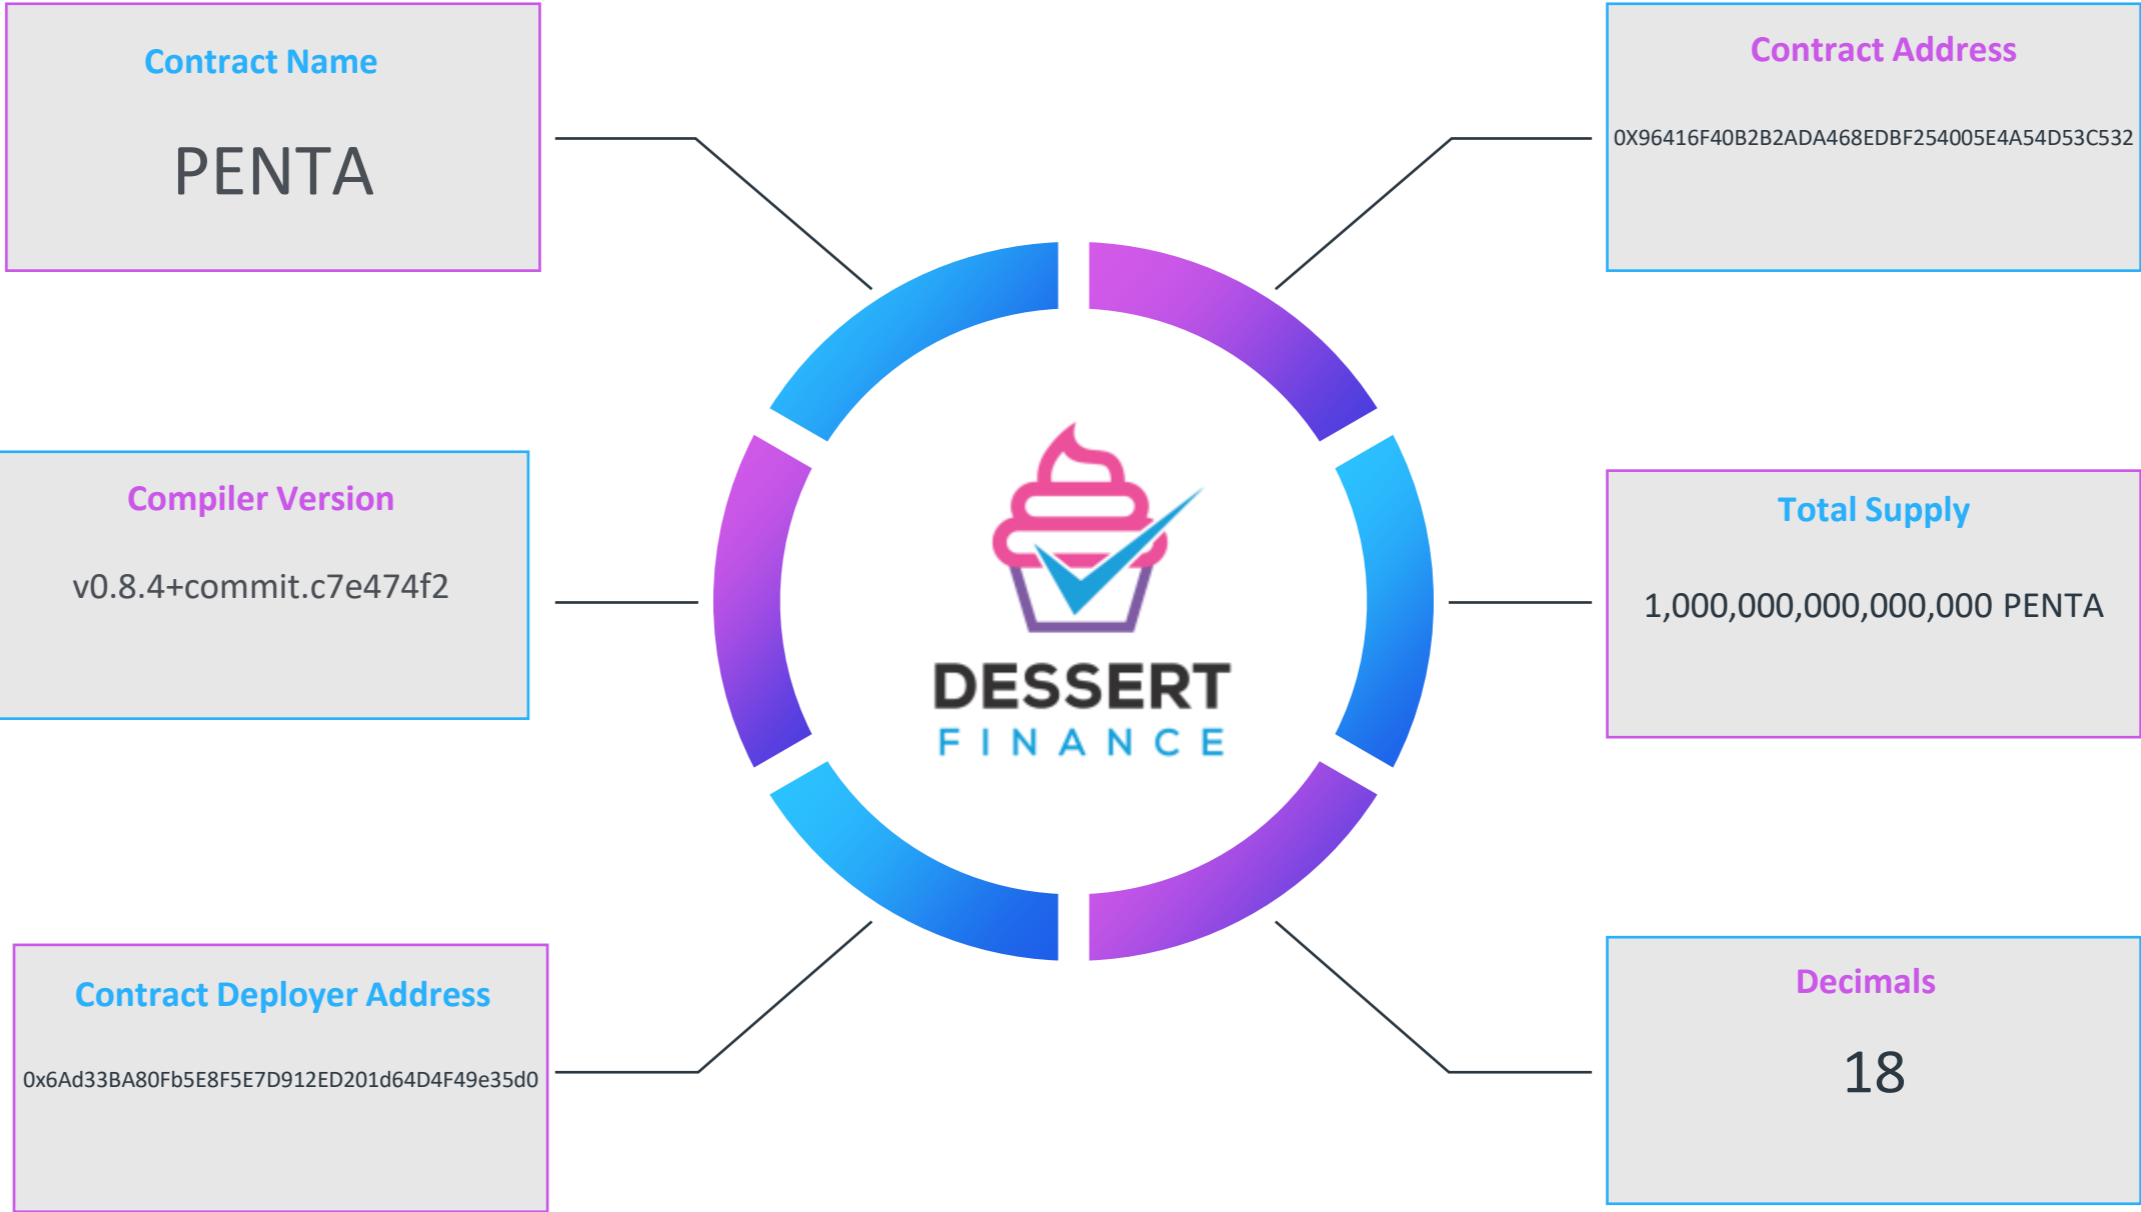 Contract Name
PENTA
Contract Address
0X96416F40B2B2ADA468EDBF254005E4A54D53C532
Compiler Version
v0.8.4+commit.c7e474f2
DESSERT
FINANCE
Total Supply
1,000,000,000,000,000 PENTA
Contract Deployer Address
0x6Ad33BA80Fb5E8F5E7D912ED201d64D4F49e35d0
Decimals
18